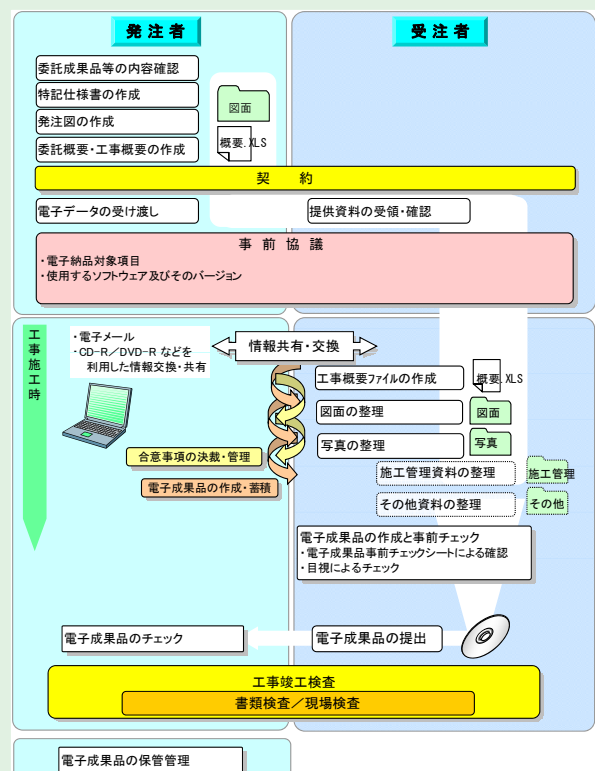 発注者
受注者
委託成果品等の内容確認
特記仕様書の作成
発注図の作成
委託概要・工事概要の作成
図面
概要.XLS
契 約
電子データの受け渡し
提供資料の受領・確認
事前協議
・電子納品対象項目
・使用するソフトウェア及びそのバージョン
工事施工時
・電子メール
・CD-R／DVD-R などを
利用した情報交換・共有
情報共有・交換
工事概要ファイルの作成
概要.XLS
図面の整理
図面
写真の整理
写真
合意事項の決裁・管理
施工管理資料の整理
施工管理
電子成果品の作成・蓄積
その他資料の整理
その他
電子成果品の作成と事前チェック
・電子成果品事前チェックシートによる確認
・目視によるチェック
電子成果品のチェック
電子成果品の提出
工事竣工検査
書類検査／現場検査
電子成果品の保管管理